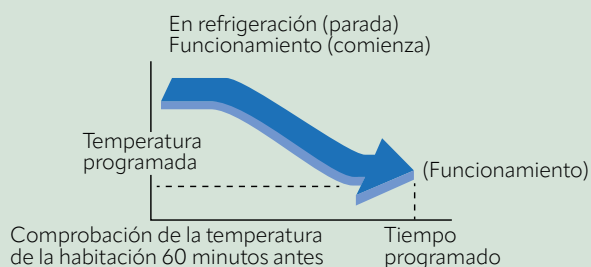 En refrigeración (parada)
Funcionamiento (comienza)
Temperatura
programada
(Funcionamiento)
Comprobación de la temperatura
de la habitación 60 minutos antes
Tiempo
programado